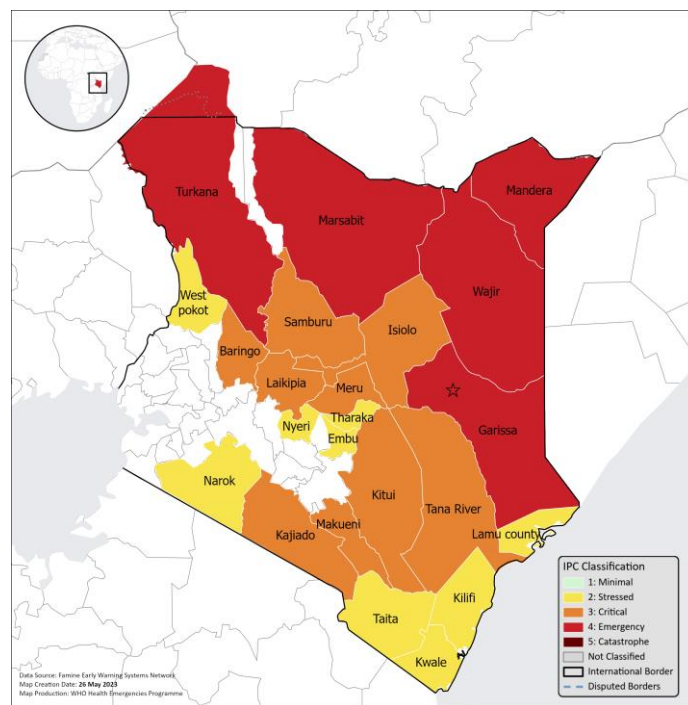 Turkana
Marsabit
Mandera
Wajir
West
pokot
Samburu
Isiolo
Baringo
Laikipia
Meru
Tharaka
Nyeri
Embu
Garissa
Narok
Kitui
Tana River
Makueni
Kajiado
Lamu county
Taita
Kilifi
Kwale
IPC Classification
1: Minimal
2: Stressed
3: Critical
4: Emergency
5: Catastrophe
Not Classified
International Border
Disputed Borders
Data Source: Famine Early Warning Systems Network
Map Creation Date: 26 May 2023
Map Production: WHO Health Emergencies Programme